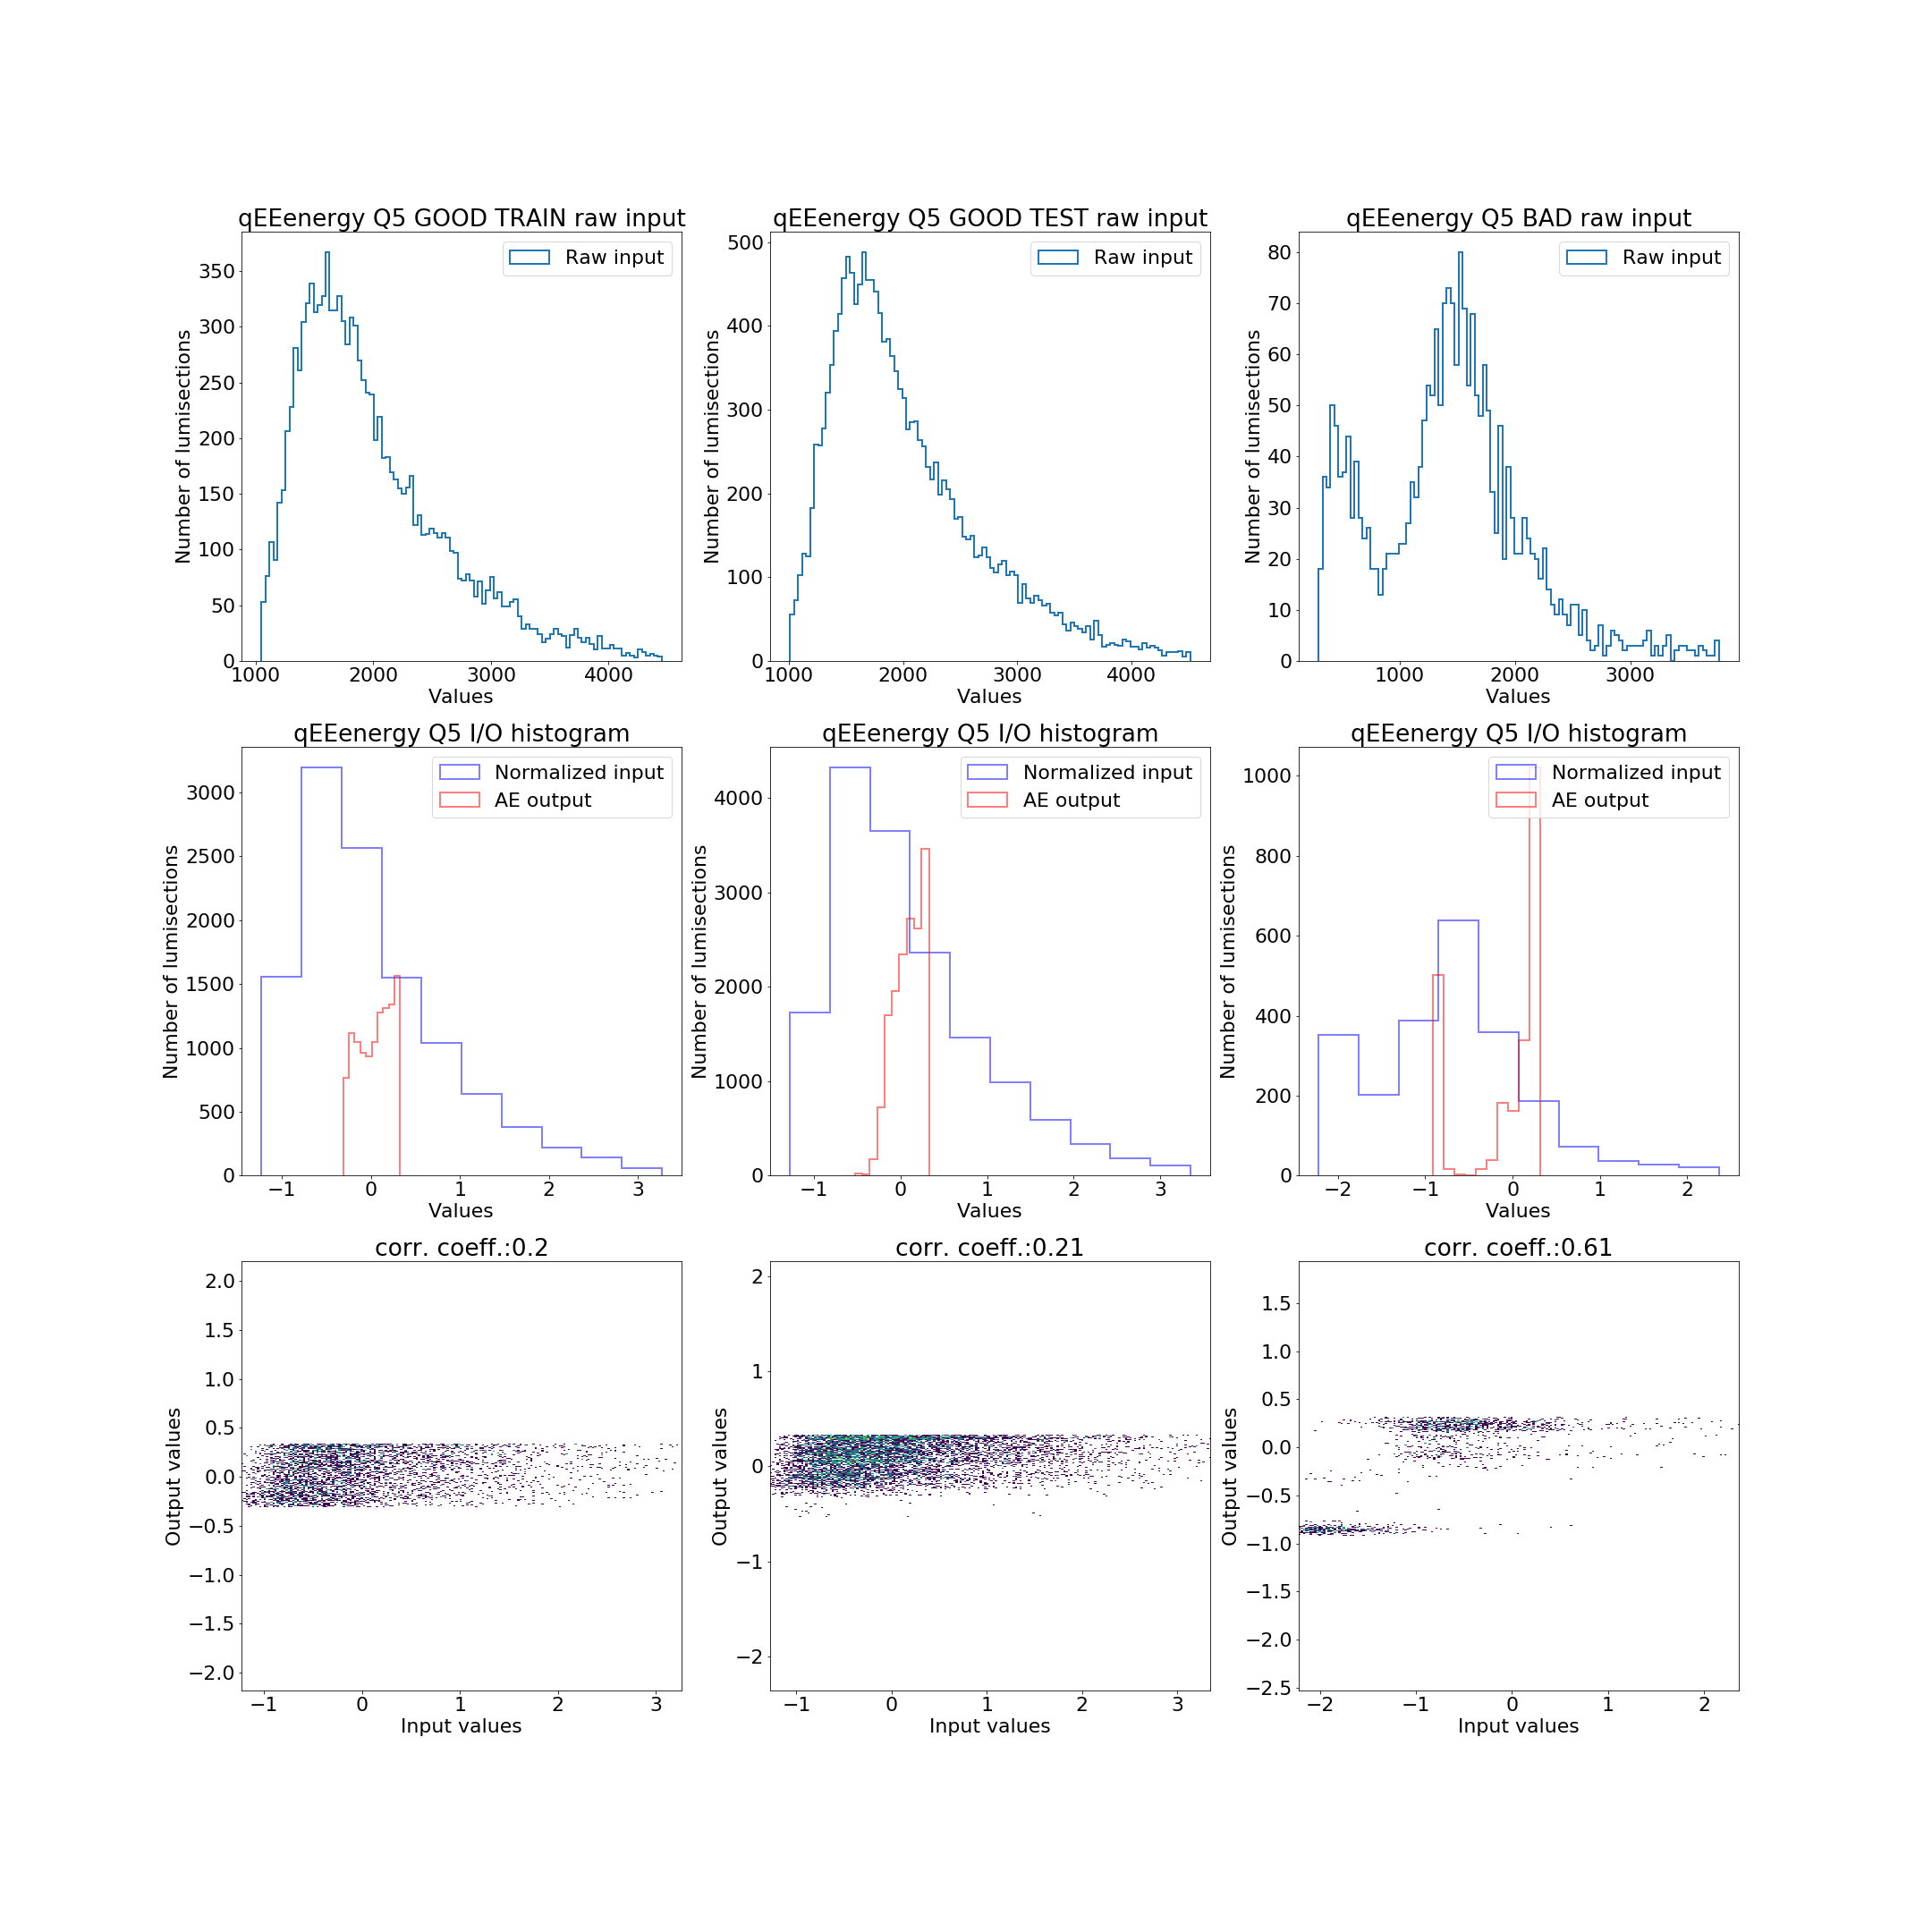 qEEenergy Q5 GOOD TRAIN raw input
Raw input
Number of lumisections
350
300
250
200
150
100
50
0
1000 2000 3000 4000
Values
qEEenergy Q5 GOOD TEST raw input
Raw input
Number of lumisections
500
400
300
200
100
0
1000 2000 3000 4000
Values
qEEenergy Q5 BAD raw input
Raw input
Number of lumisections
80
70
60
50
40
30
20
10
0
1000 2000 3000
Values
qEEenergy Q5 I/O histogram
Normalized input
AE output
Number of lumisections
3000
2500
2000
1500
1000
500
0
−1 0 1 2 3
Values
qEEenergy Q5 I/O histogram
Normalized input
AE output
Number of lumisections
4000
3000
2000
1000
0
−1 0 1 2 3
Values
qEEenergy Q5 I/O histogram
Normalized input
AE output
Number of lumisections
1000
800
600
400
200
0
−2 −1 0 1 2
Values
corr. coeff.:0.2
Output values
2.0
1.5
1.0
0.5
0.0
−0.5
−1.0
−1.5
−2.0
−1 0 1 2 3
Input values
corr. coeff.:0.21
Output values
2
1
0
−1
−2
−1 0 1 2 3
Input values
corr. coeff.:0.61
Output values
1.5
1.0
0.5
0.0
−0.5
−1.0
−1.5
−2.0
−2.5
−2 −1 0 1 2
Input values